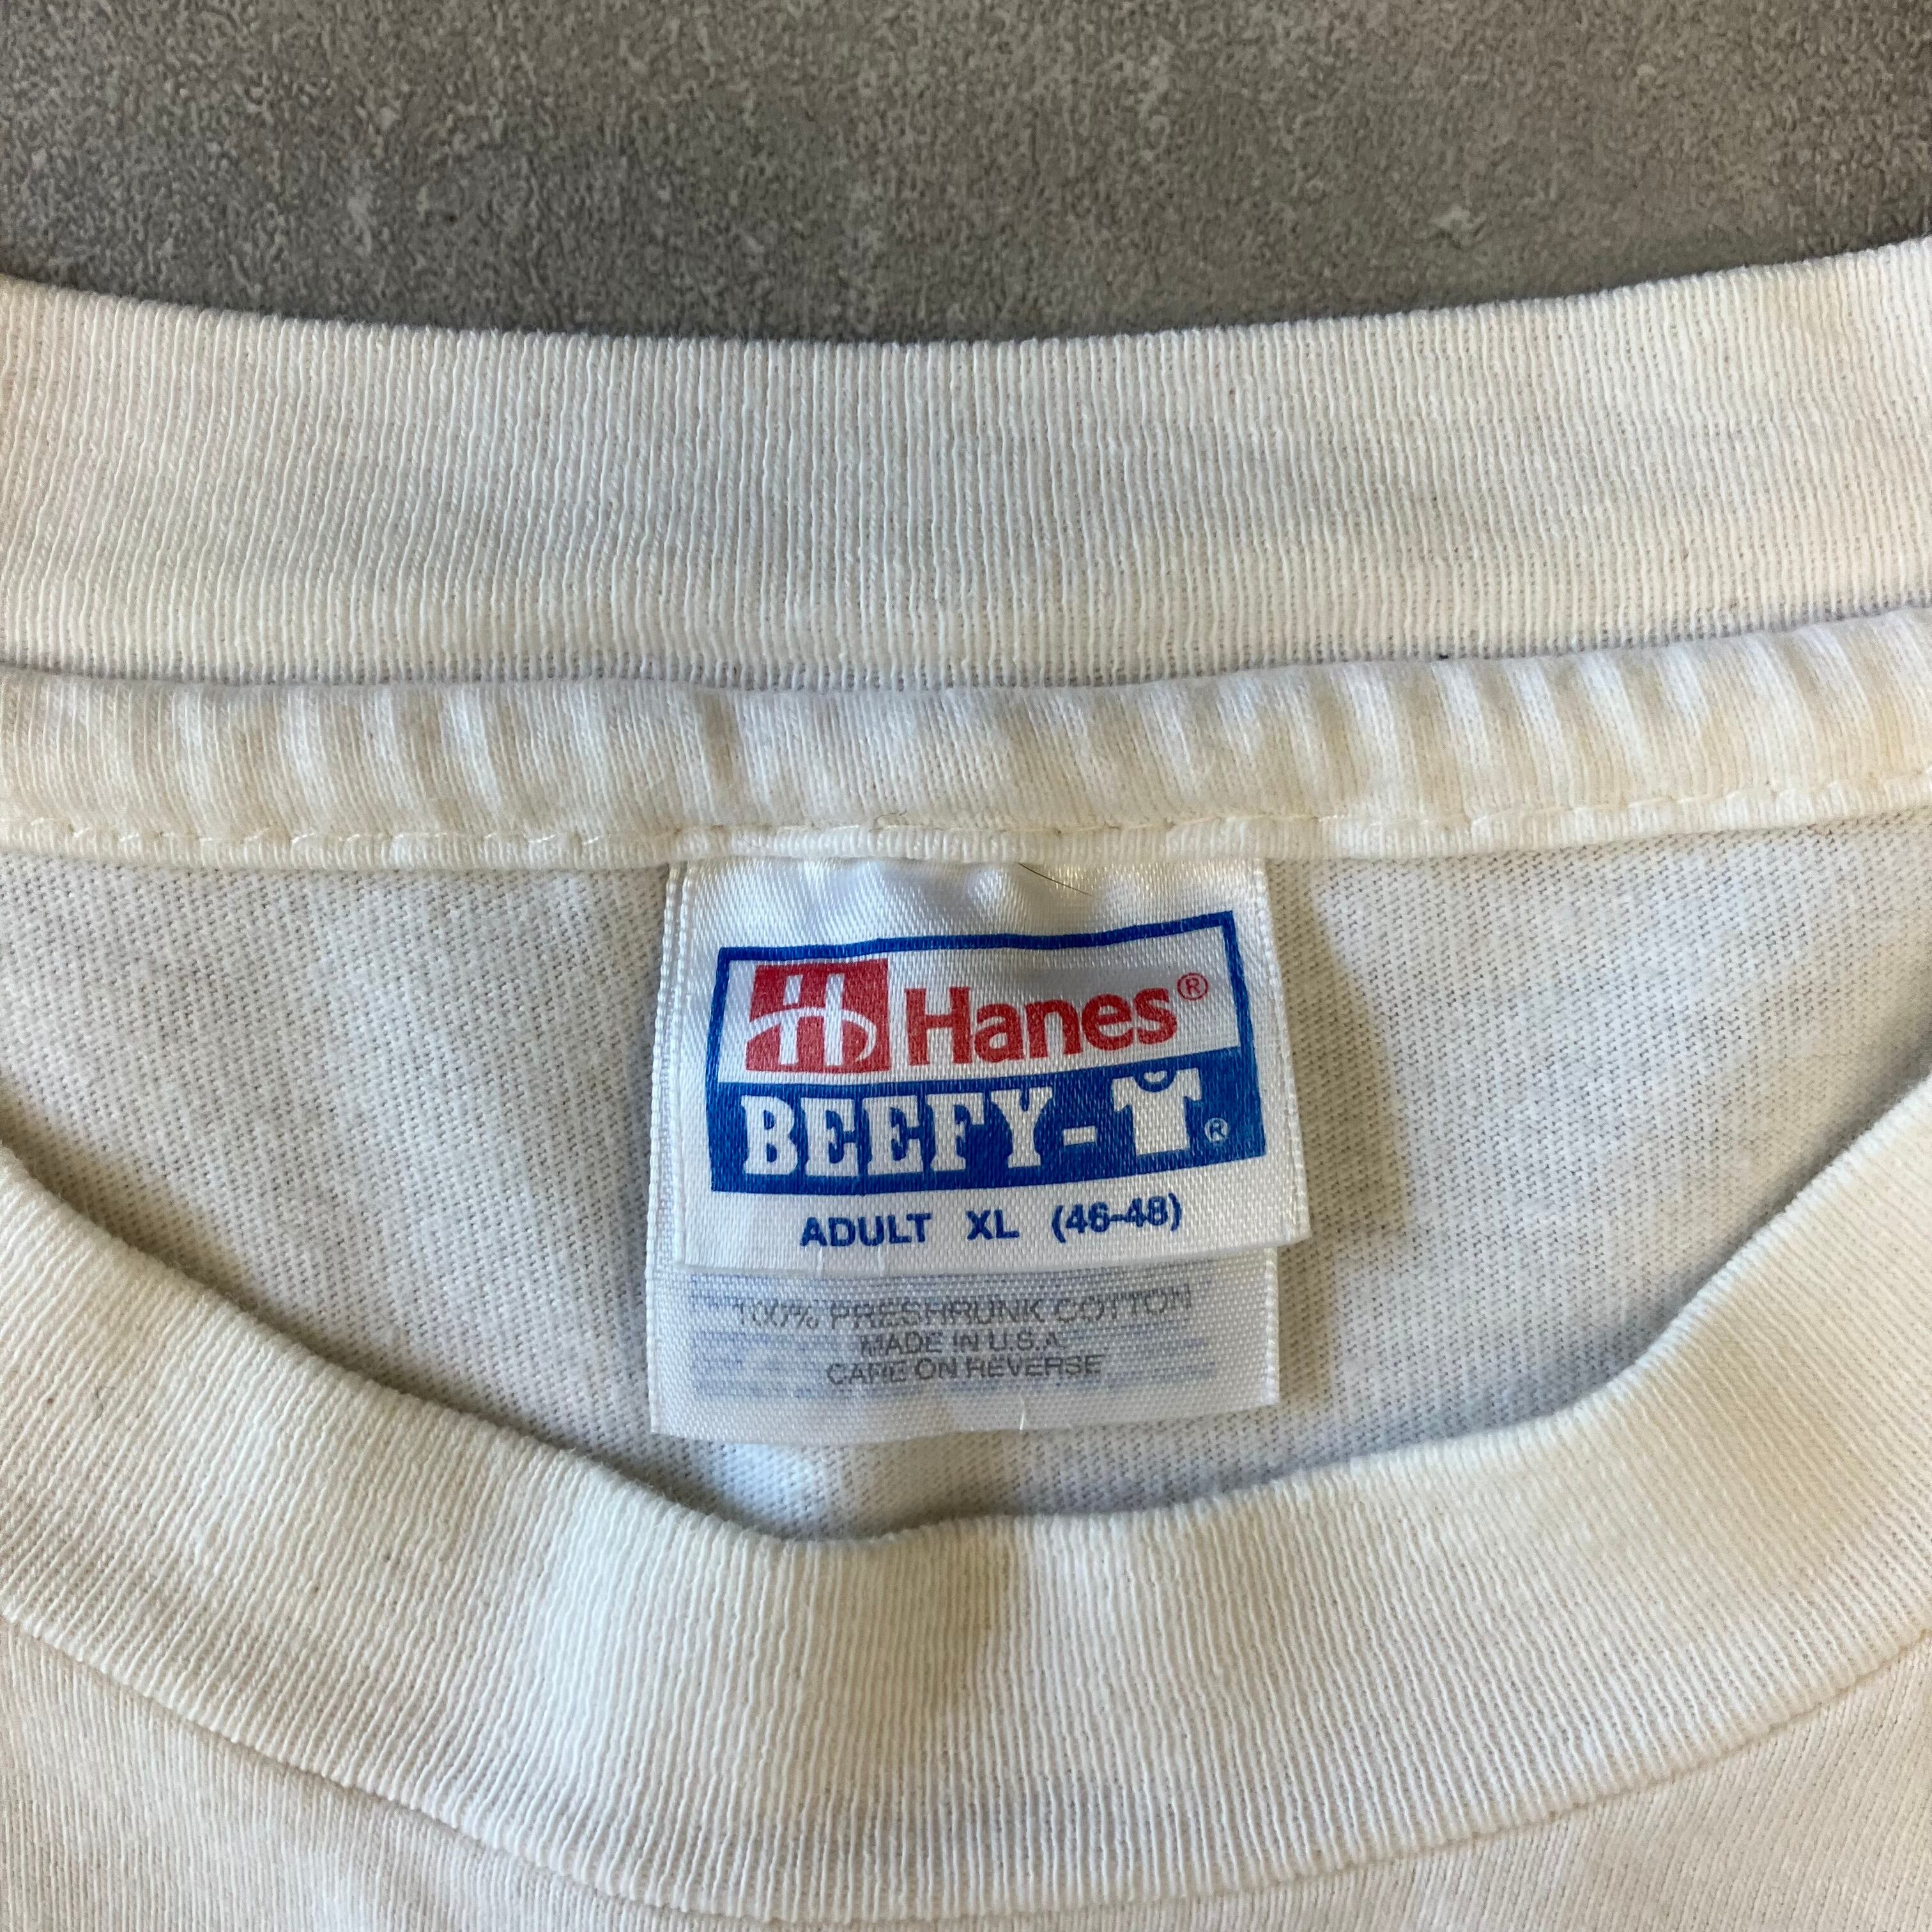 Hanes®
BEEFY-T®
ADULT XL (46-48)
100% PRESHRUNK COTTON
MADE IN U.S.A.
CARE ON REVERSE